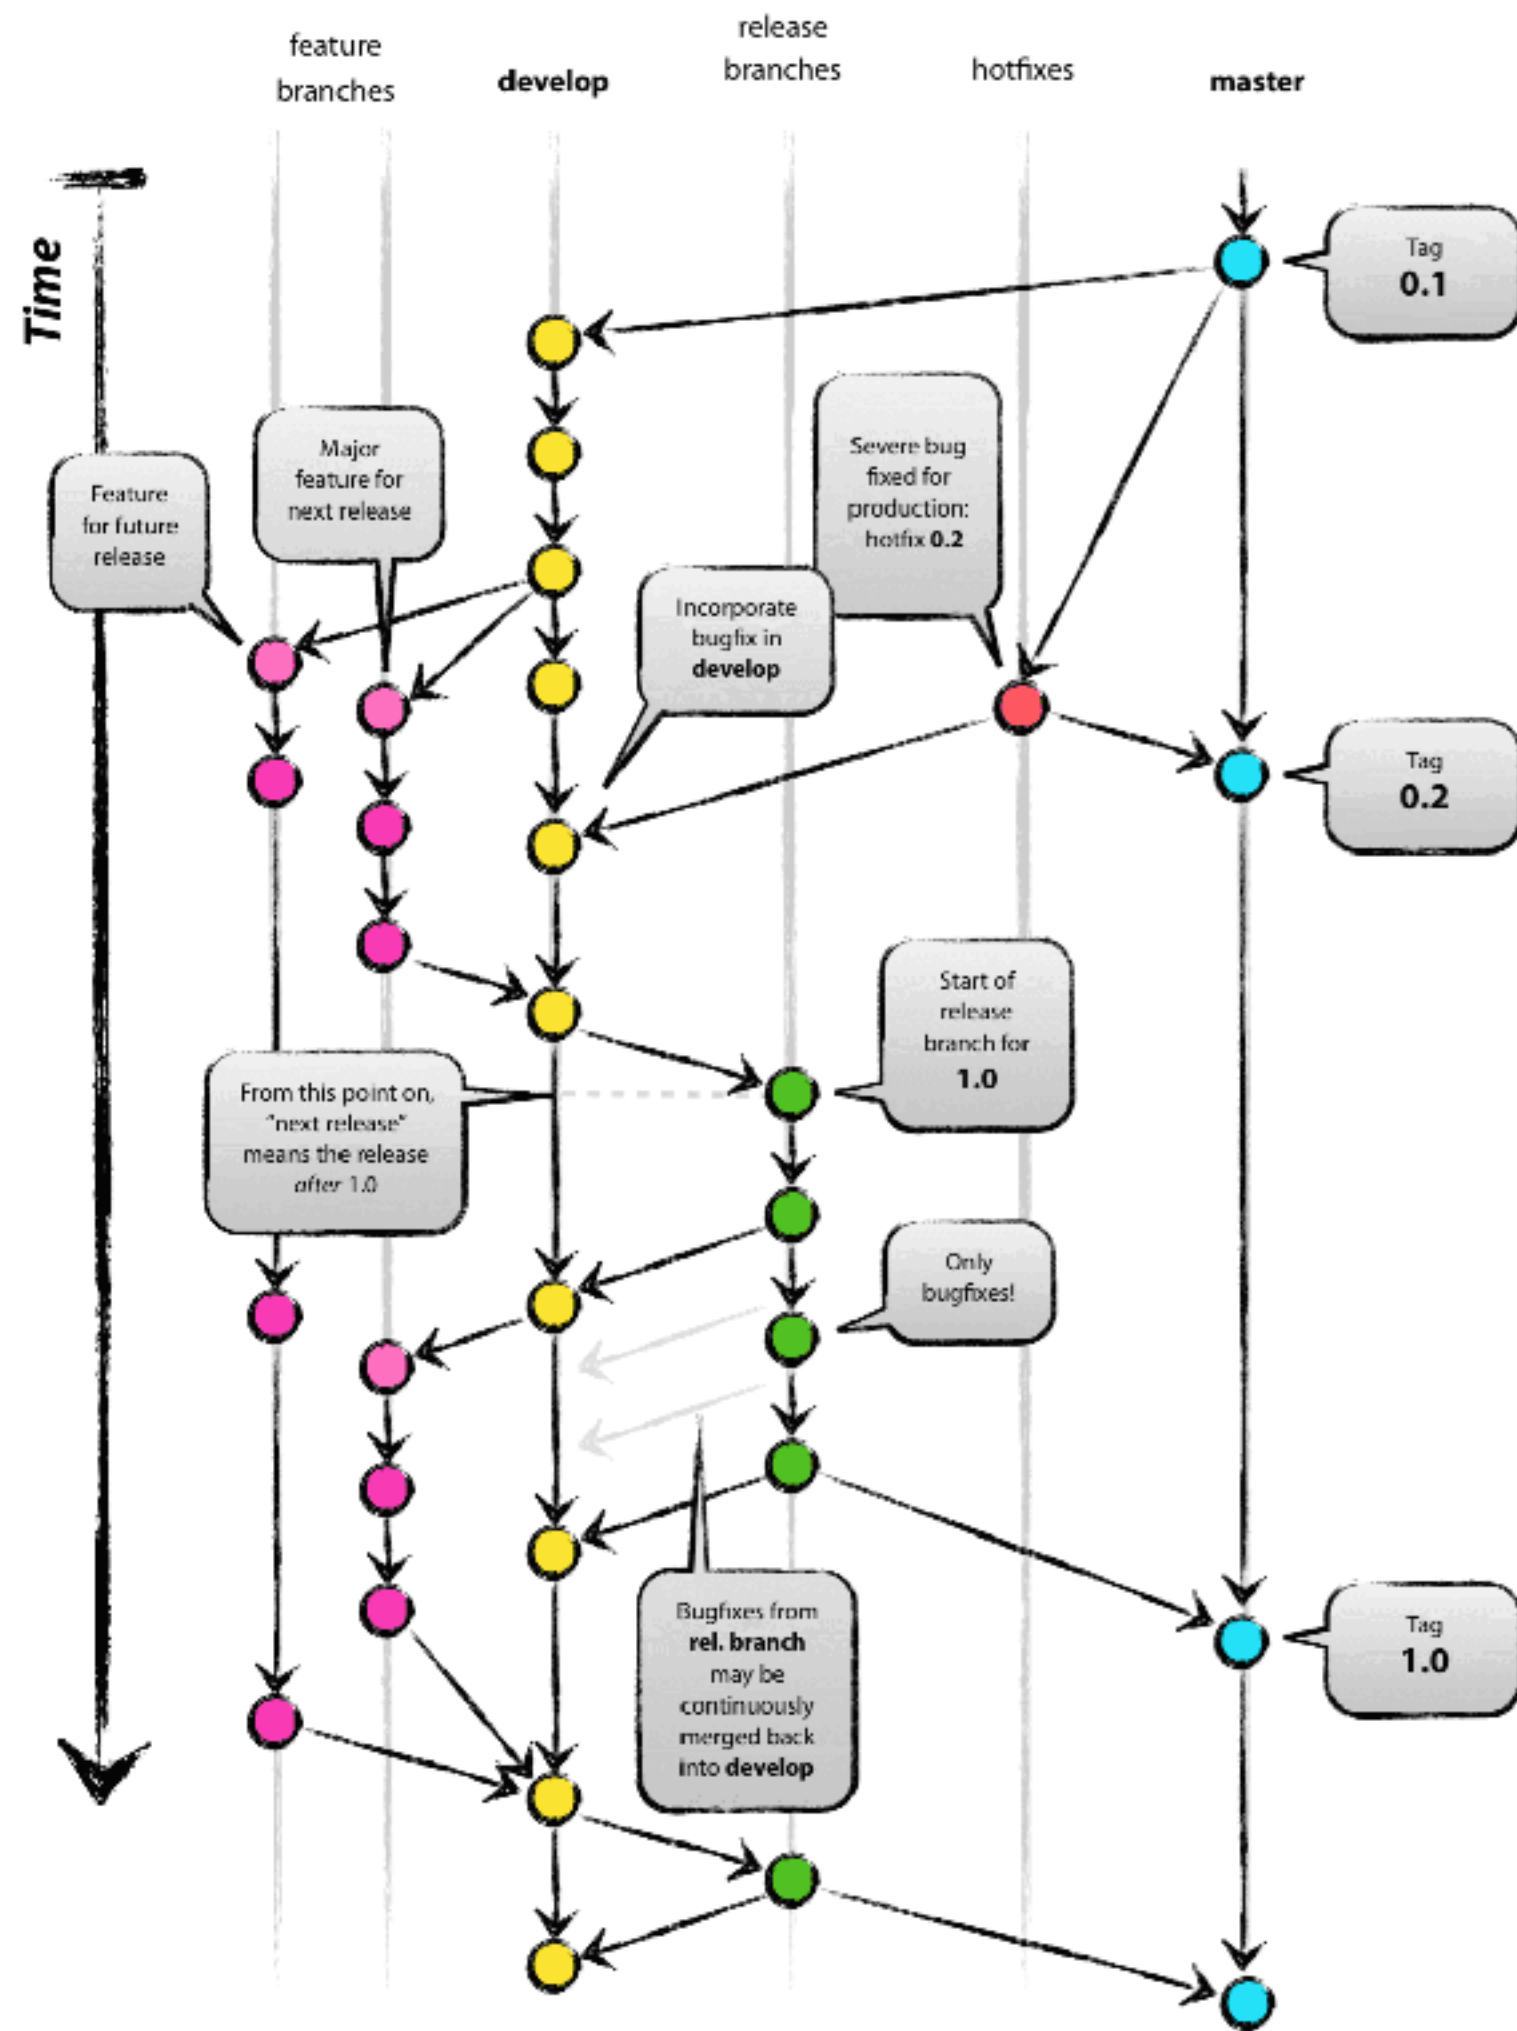 feature
branches
develop
release
branches
hotfixes
master
Time
Tag
0.1
Feature
for future
release
Major
feature for
next release
Severe bug
fixed for
production:
hotfix 0.2
Incorporate
bugfix in
develop
Tag
0.2
Start of
release
branch for
1.0
From this point on,
"next release"
means the release
after 1.0
Only
bugfixes!
Bugfixes from
rel. branch
may be
continuously
merged back
into develop
Tag
1.0